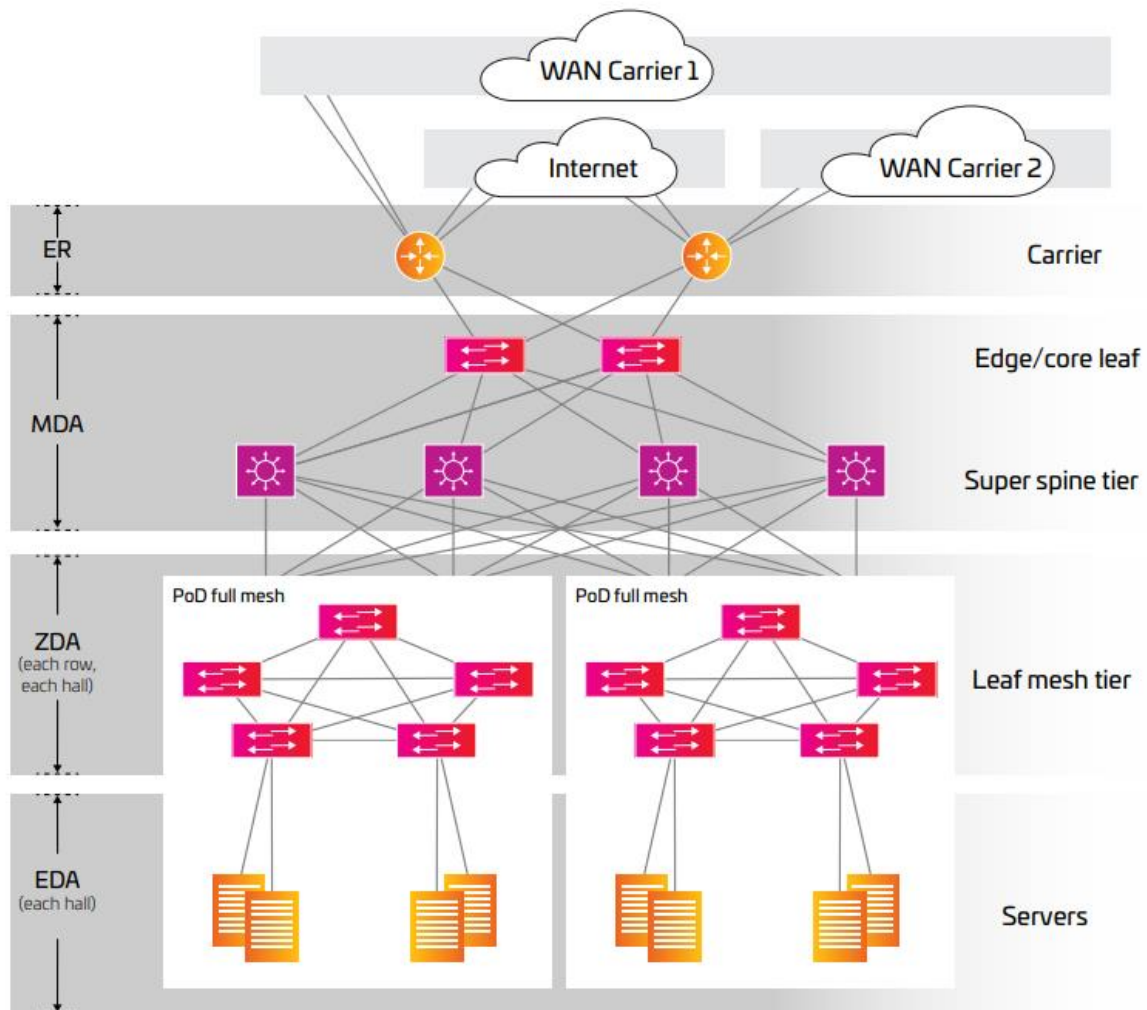 WAN Carrier 1
Internet
WAN Carrier 2
ER
Carrier
MDA
Edge/core leaf
Super spine tier
ZDA
(each row,
each hall)
PoD full mesh
PoD full mesh
Leaf mesh tier
EDA
(each hall)
Servers